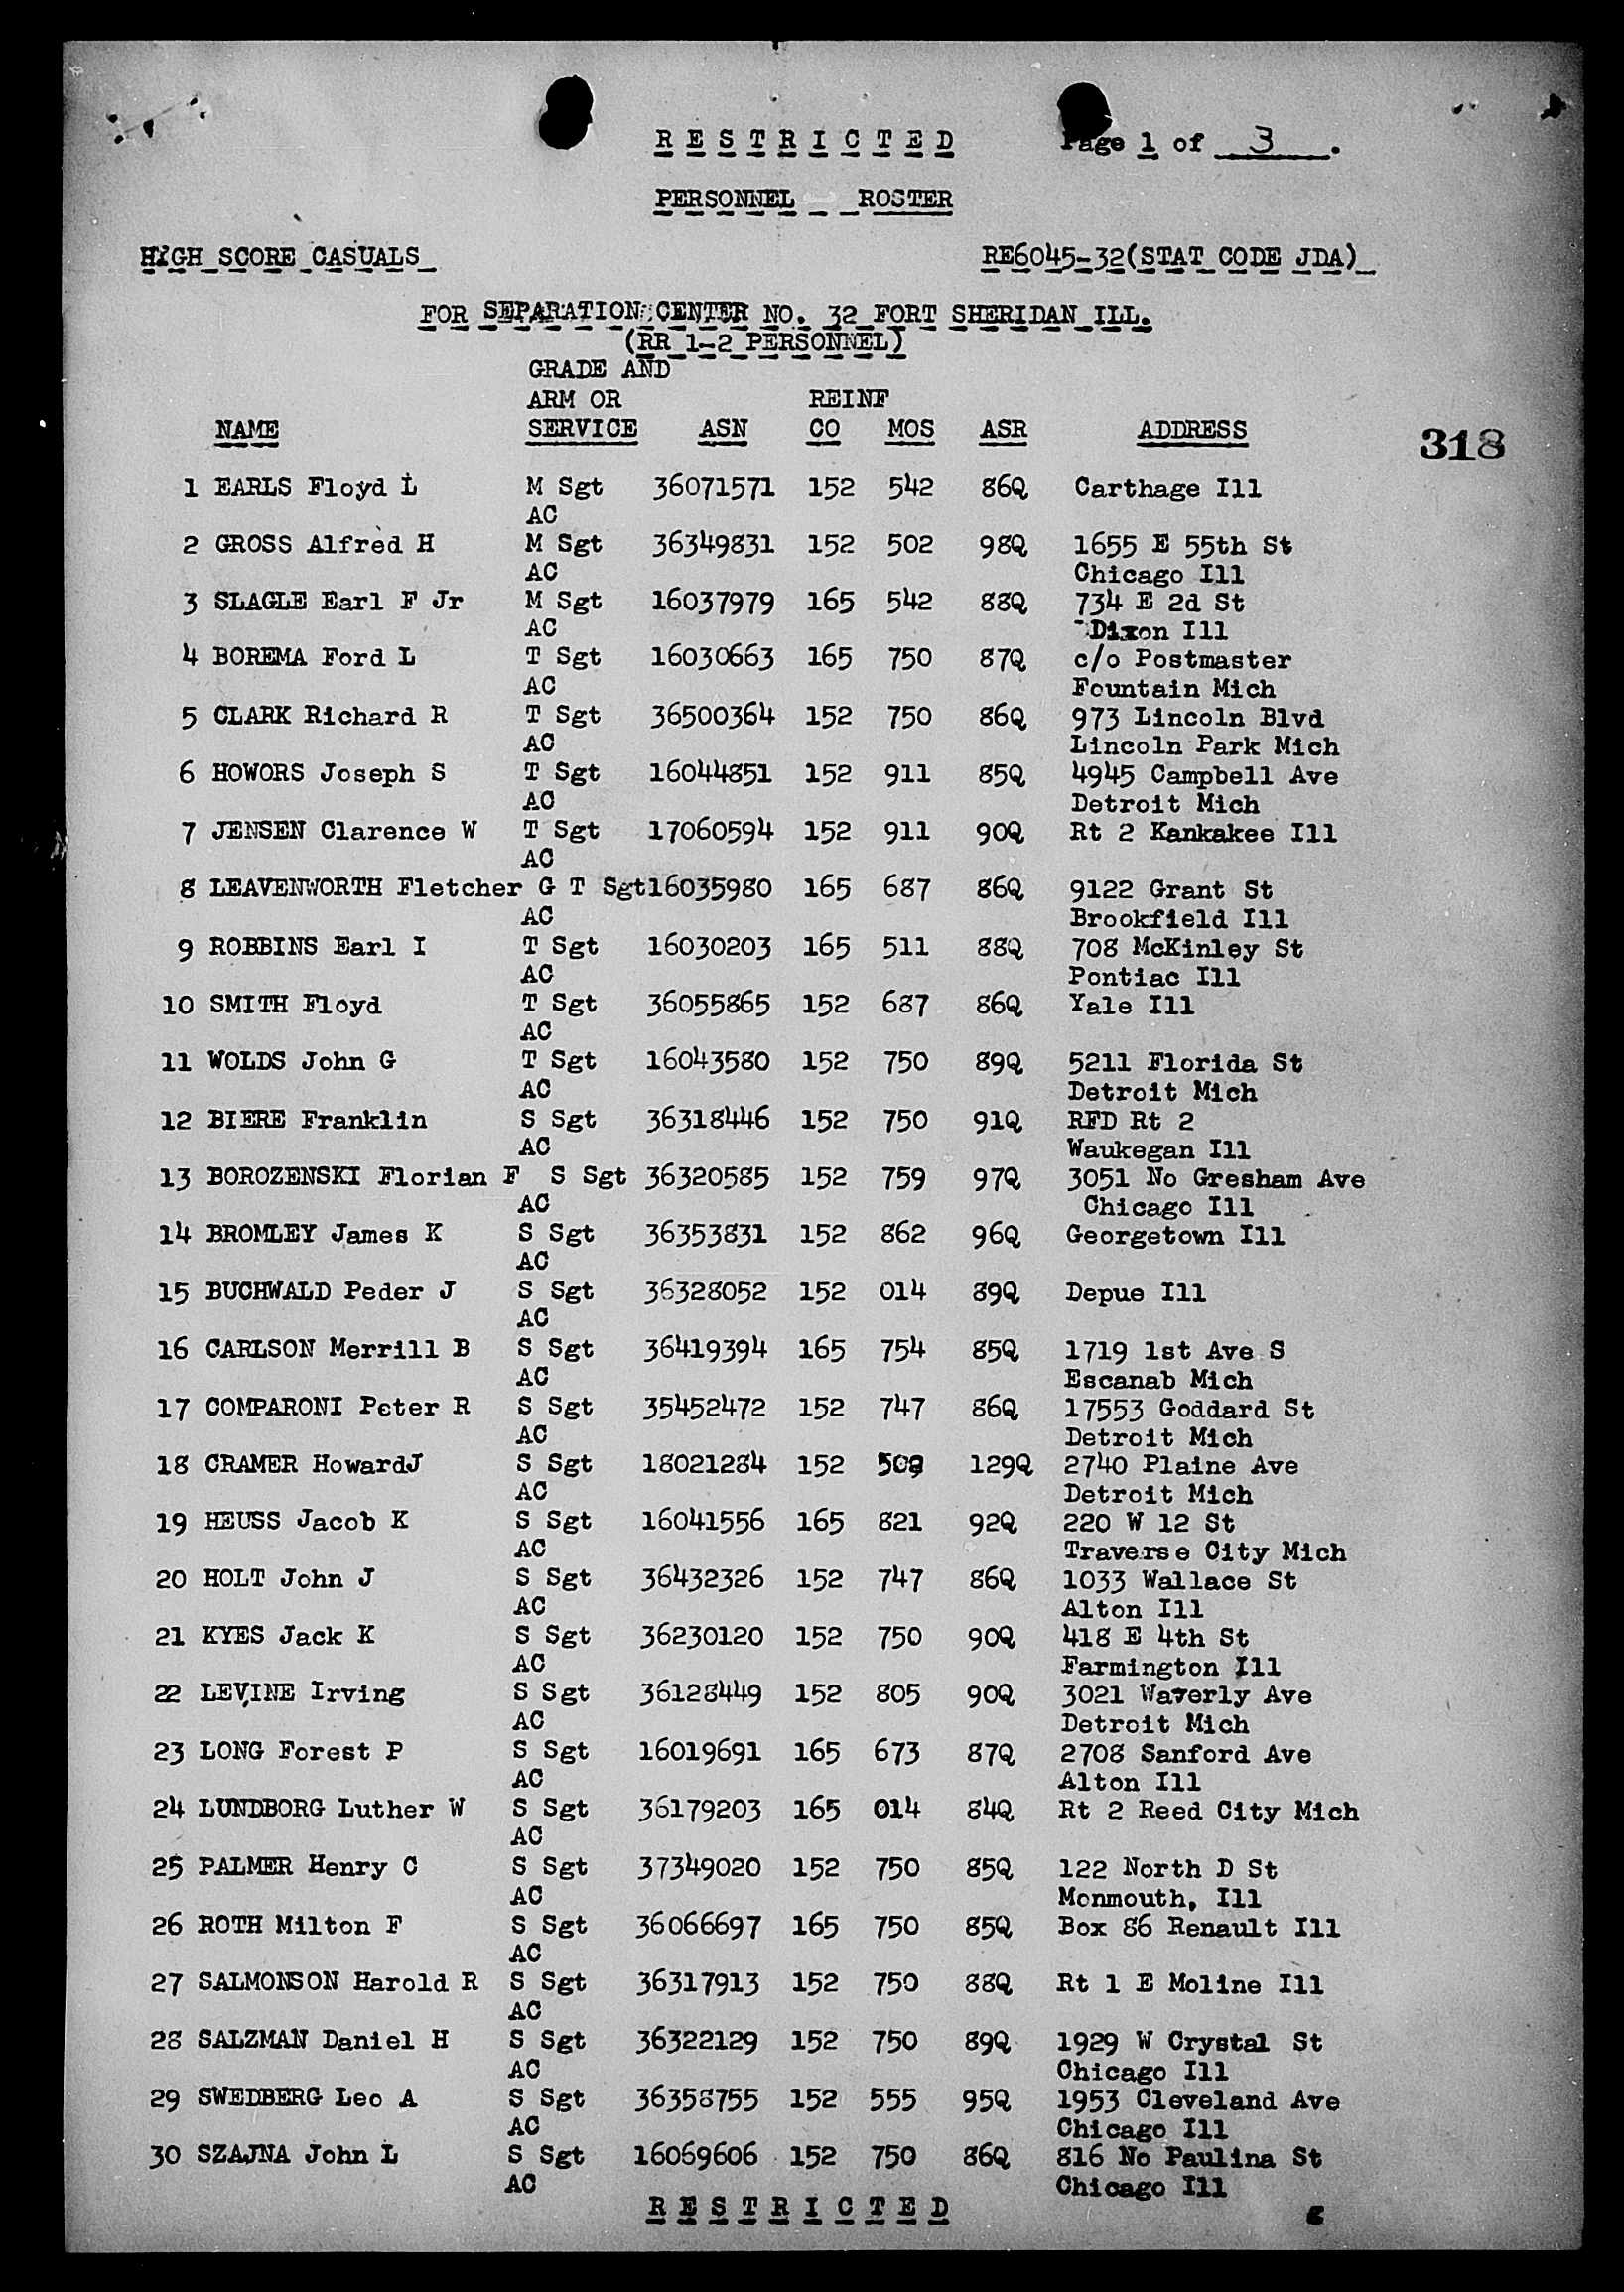 R E S T R I C T E D Page 1 of 3.
PERSONNEL ROSTER
HIGH SCORE CASUALS RE6045-32(STAT CODE JDA)
FOR SEPARATION CENTER NO. 32 FORT SHERIDAN ILL.
(RR 1-2 PERSONNEL)
GRADE AND
ARM OR REINF
NAME SERVICE ASN CO MOS ASR ADDRESS 318
1 EARLS Floyd L M Sgt 36071571 152 542 86Q Carthage Ill
AC
2 GROSS Alfred H M Sgt 36349831 152 502 98Q 1655 E 55th St
AC Chicago Ill
3 SLAGLE Earl F Jr M Sgt 16037979 165 542 88Q 734 E 2d St
AC Dixon Ill
4 BOREMA Ford L T Sgt 16030663 165 750 87Q c/o Postmaster
AC Fountain Mich
5 CLARK Richard R T Sgt 36500364 152 750 86Q 973 Lincoln Blvd
AC Lincoln Park Mich
6 HOWORS Joseph S T Sgt 16044851 152 911 85Q 4945 Campbell Ave
AC Detroit Mich
7 JENSEN Clarence W T Sgt 17060594 152 911 90Q Rt 2 Kankakee Ill
AC
8 LEAVENWORTH Fletcher G T Sgt16035980 165 687 86Q 9122 Grant St
AC Brookfield Ill
9 ROBBINS Earl I T Sgt 16030203 165 511 88Q 708 McKinley St
AC Pontiac Ill
10 SMITH Floyd T Sgt 36055865 152 687 86Q Yale Ill
AC
11 WOLDS John G T Sgt 16043580 152 750 89Q 5211 Florida St
AC Detroit Mich
12 BIERE Franklin S Sgt 36318446 152 750 91Q RFD Rt 2
AC Waukegan Ill
13 BOROZENSKI Florian F S Sgt 36320585 152 759 97Q 3051 No Gresham Ave
AC Chicago Ill
14 BROMLEY James K S Sgt 36353831 152 862 96Q Georgetown Ill
AC
15 BUCHWALD Peder J S Sgt 36328052 152 014 89Q Depue Ill
AC
16 CARLSON Merrill B S Sgt 36419394 165 754 85Q 1719 1st Ave S
AC Escanab Mich
17 COMPARONI Peter R S Sgt 35452472 152 747 86Q 17553 Goddard St
AC Detroit Mich
18 CRAMER HowardJ S Sgt 18021284 152 129Q 2740 Plaine Ave
AC Detroit Mich
19 HEUSS Jacob K S Sgt 16041556 165 821 92Q 220 W 12 St
AC Traverse City Mich
20 HOLT John J S Sgt 36432326 152 747 86Q 1033 Wallace St
AC Alton Ill
21 KYES Jack K S Sgt 36230120 152 750 90Q 418 E 4th St
AC Farmington Ill
22 LEVINE Irving S Sgt 36128449 152 805 90Q 3021 Waverly Ave
AC Detroit Mich
23 LONG Forest P S Sgt 16019691 165 673 87Q 2708 Sanford Ave
AC Alton Ill
24 LUNDBORG Luther W S Sgt 36179203 165 014 84Q Rt 2 Reed City Mich
AC
25 PALMER Henry C S Sgt 37349020 152 750 85Q 122 North D St
AC Monmouth, Ill
26 ROTH Milton F S Sgt 36066697 165 750 85Q Box 86 Renault Ill
AC
27 SALMONSON Harold R S Sgt 36317913 152 750 88Q Rt 1 E Moline Ill
AC
28 SALZMAN Daniel H S Sgt 36322129 152 750 89Q 1929 W Crystal St
AC Chicago Ill
29 SWEDBERG Leo A S Sgt 36358755 152 555 95Q 1953 Cleveland Ave
AC Chicago Ill
30 SZAJNA John L S Sgt 16069606 152 750 86Q 816 No Paulina St
AC Chicago Ill
R E S T R I C T E D